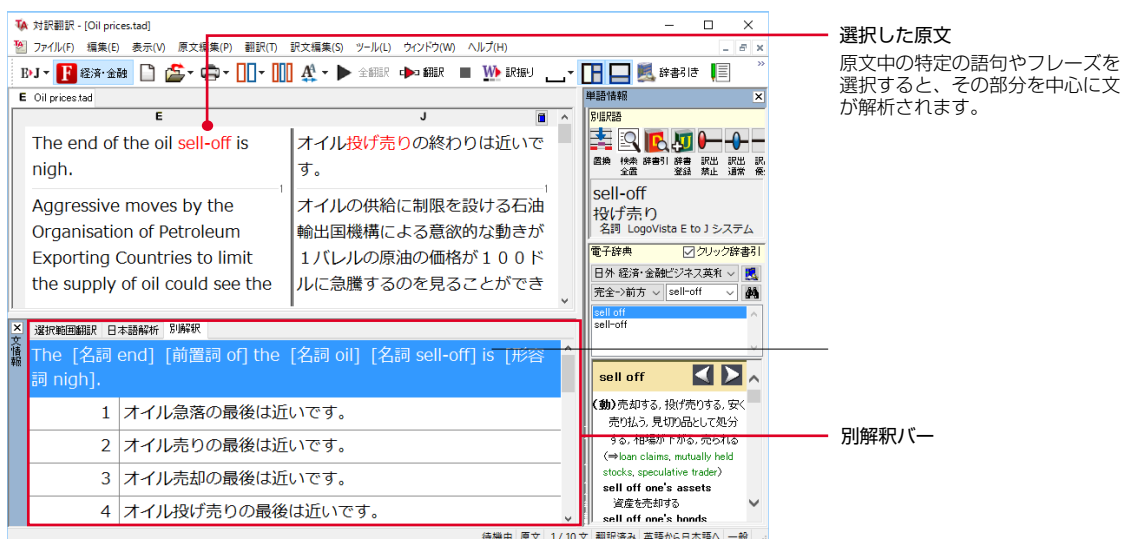 対訳翻訳 - [Oil prices.tad]
ファイル(F) 編集(E) 表示(V) 原文編集(P) 翻訳(T) 訳文編集(S) ツール(L) ウィンドウ(W) ヘルプ(H)
E›J 経済・金融 全翻訳 翻訳 訳振り 辞書引き
E Oil prices.tad
E J
The end of the oil sell-off is
nigh.
オイル投げ売りの終わりは近いで
す。
1 1
Aggressive moves by the
Organisation of Petroleum
Exporting Countries to limit
the supply of oil could see the
オイルの供給に制限を設ける石油
輸出国機構による意欲的な動きが
1バレルの原油の価格が100ド
ルに急騰するのを見ることができ
文情報
選択範囲翻訳 日本語解析 別解釈
The [名詞 end] [前置詞 of] the [名詞 oil] [名詞 sell-off] is [形容
詞 nigh].
1 オイル急落の最後は近いです。
2 オイル売りの最後は近いです。
3 オイル売却の最後は近いです。
4 オイル投げ売りの最後は近いです。
単語情報
別訳語
置換 検索 辞書引 辞書 訳出 訳出 訳
全置 登録 禁止 通常 優
sell-off
投げ売り
名詞 LogoVista E to J システム
電子辞典 クリック辞書引
日外 経済・金融ビジネス英和
完全->前方 sell-off
sell off
sell-off
sell off
(動)売却する, 投げ売りする, 安く
売り払う, 見切り品として処分
する, 相場が下がる, 売られる
(⇒loan claims, mutually held
stocks, speculative trader)
sell off one's assets
資産を売却する
sell off one's bonds
待機中 原文 1/10文 翻訳済み 英語から日本語へ 一般
選択した原文
原文中の特定の語句やフレーズを
選択すると、その部分を中心に文
が解析されます。
別解釈バー